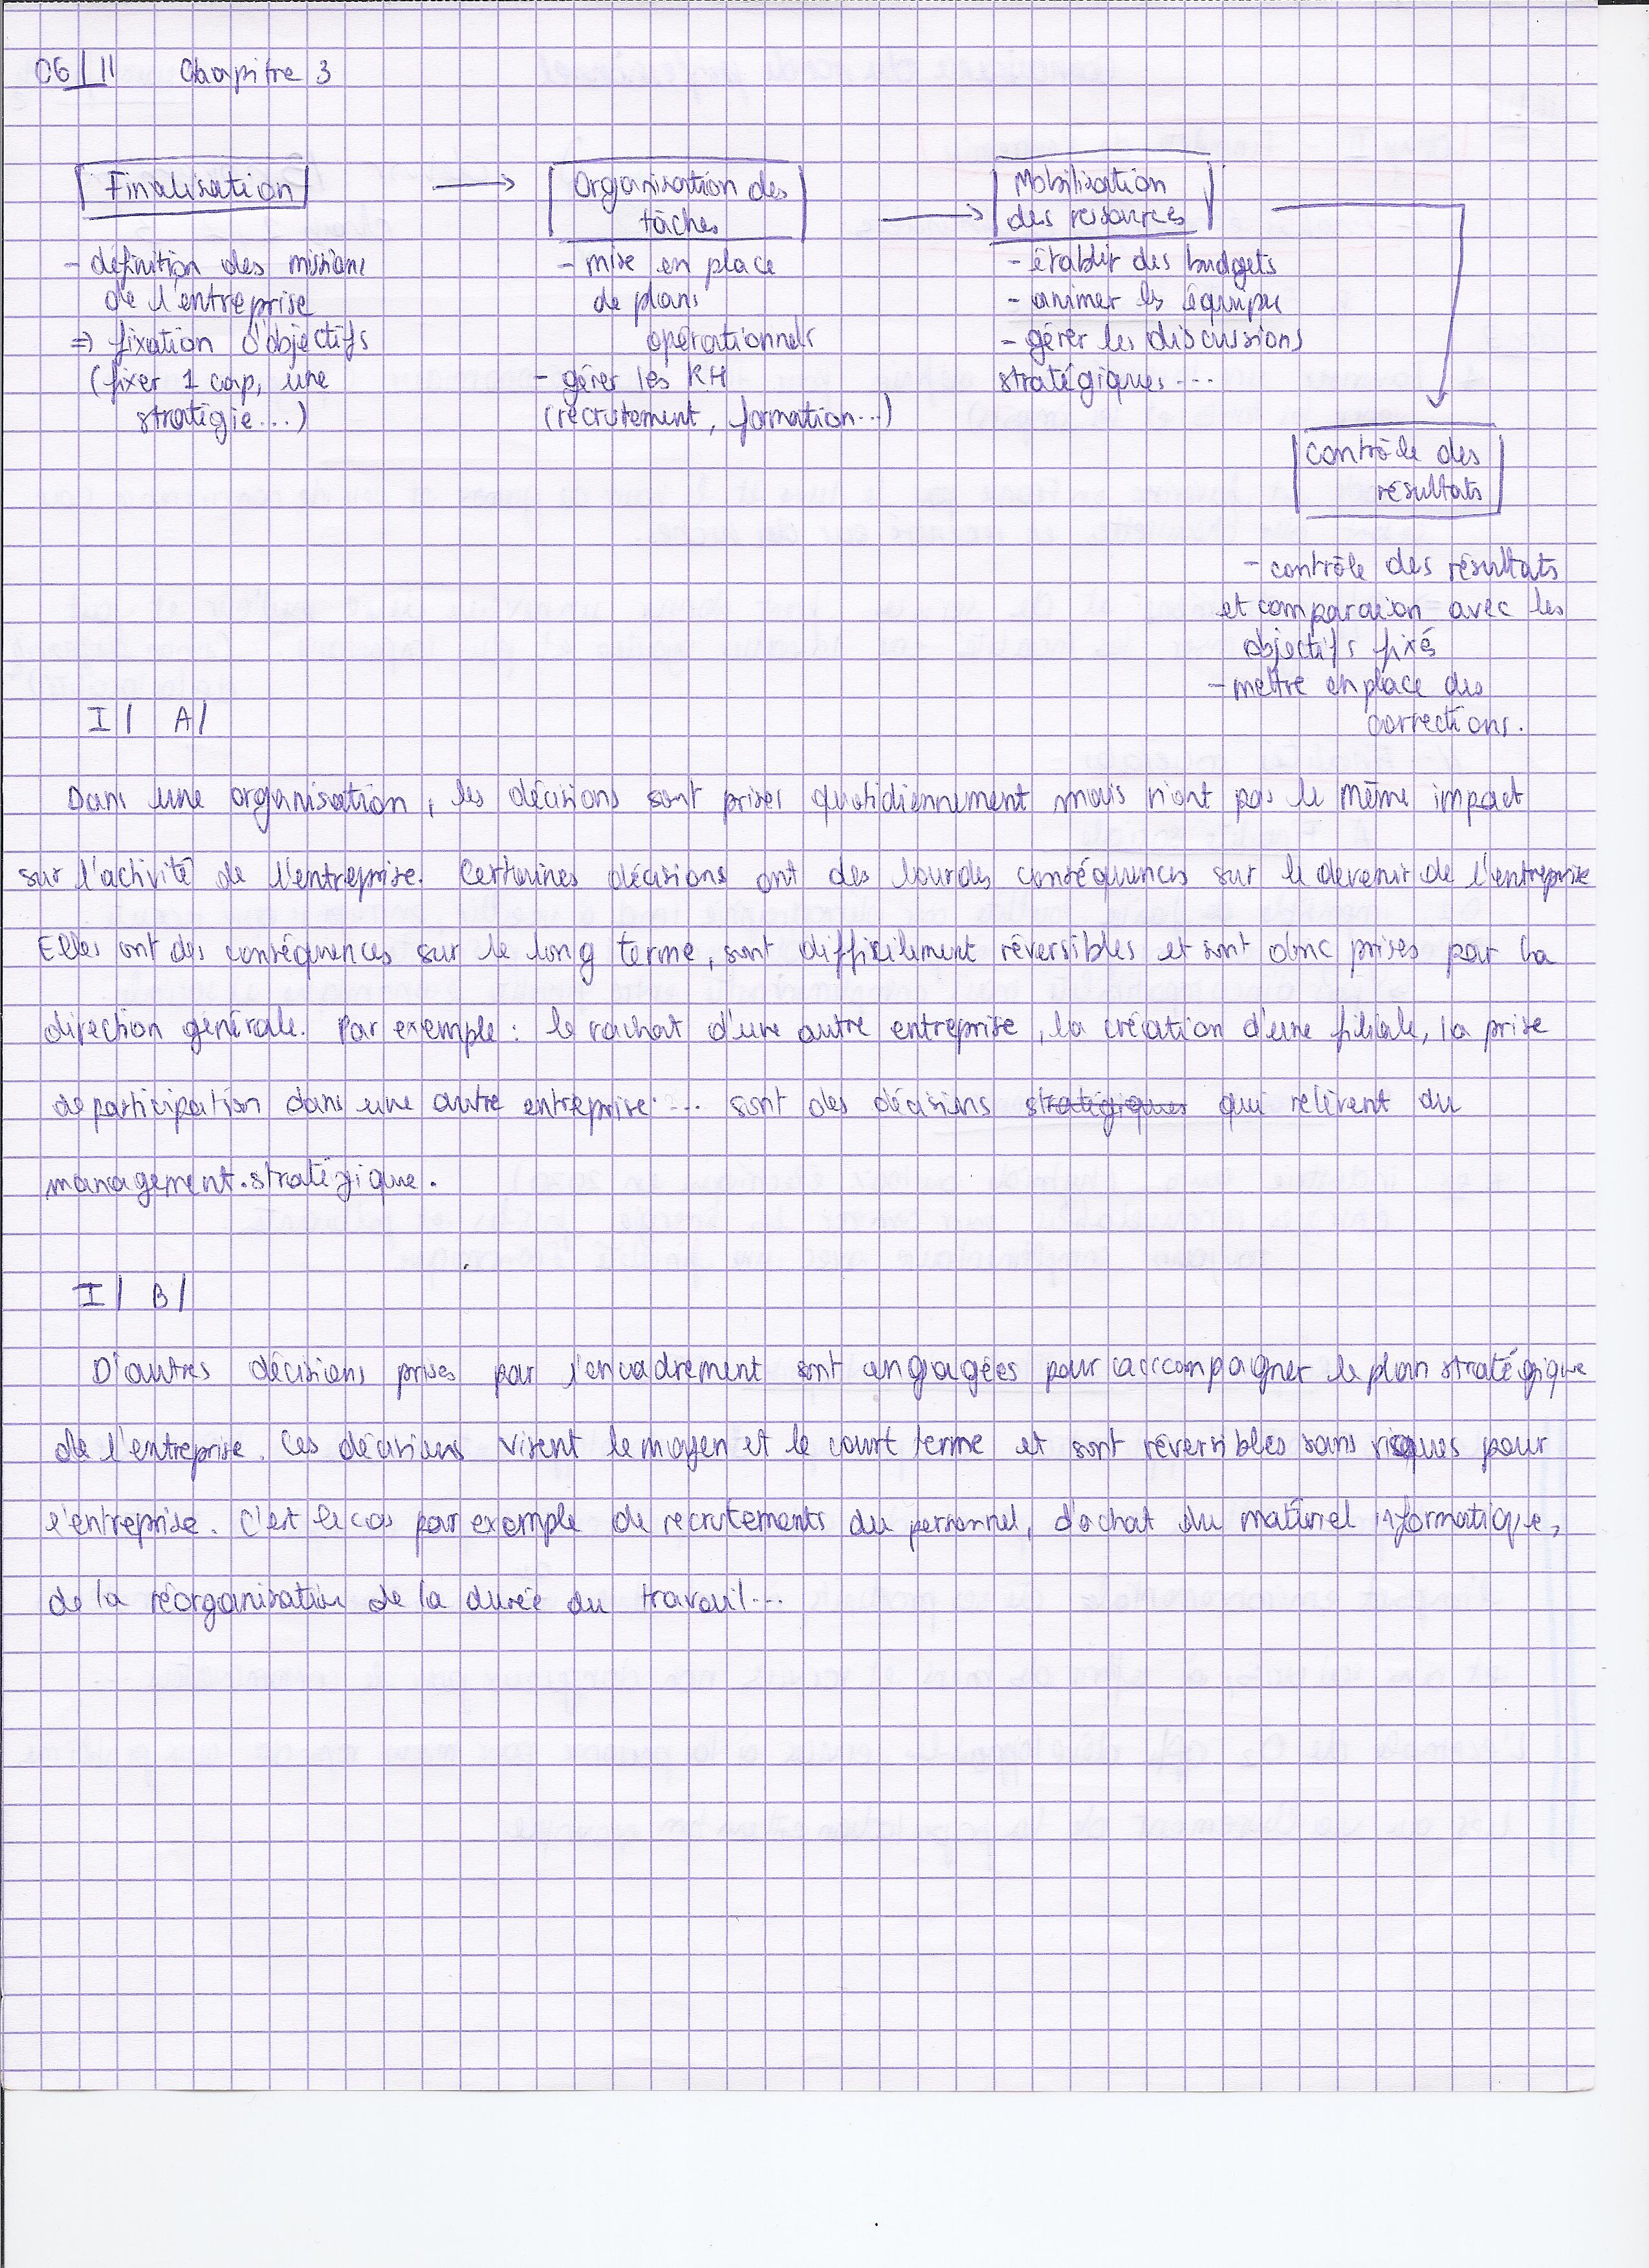 06/11 Chapitre 3
Finalisation
- définition des missions
de l'entreprise
⇒ fixation d'objectifs
(fixer 1 cap, une
stratégie...)
Organisation des
tâches
- mise en place
de plans
opérationnels
- gérer les RH
(recrutement, formation...)
Mobilisation
des ressources
- établir des budgets
- animer les équipes
- gérer les discussions
stratégiques...
Contrôle des
résultats
- contrôle des résultats
et comparaison avec les
objectifs fixés
- mettre en place des
corrections.
I/ A/
Dans une organisation, les décisions sont prises quotidiennement mais n'ont pas le même impact
sur l'activité de l'entreprise. Certaines décisions ont des lourdes conséquences sur le devenir de l'entreprise
Elles ont des conséquences sur le long terme, sont difficilement réversibles et sont donc prises par la
direction générale. Par exemple : le rachat d'une autre entreprise, la création d'une filiale, la prise
de participation dans une autre entreprise... sont des décisions stratégiques qui relèvent du
management stratégique.
I/ B/
D'autres décisions prises par l'encadrement sont engagées pour accompagner le plan stratégique
de l'entreprise. Ces décisions visent le moyen et le court terme et sont réversibles sans risques pour
l'entreprise. C'est le cas par exemple de recrutements du personnel, d'achat du matériel informatique,
de la réorganisation de la durée du travail...